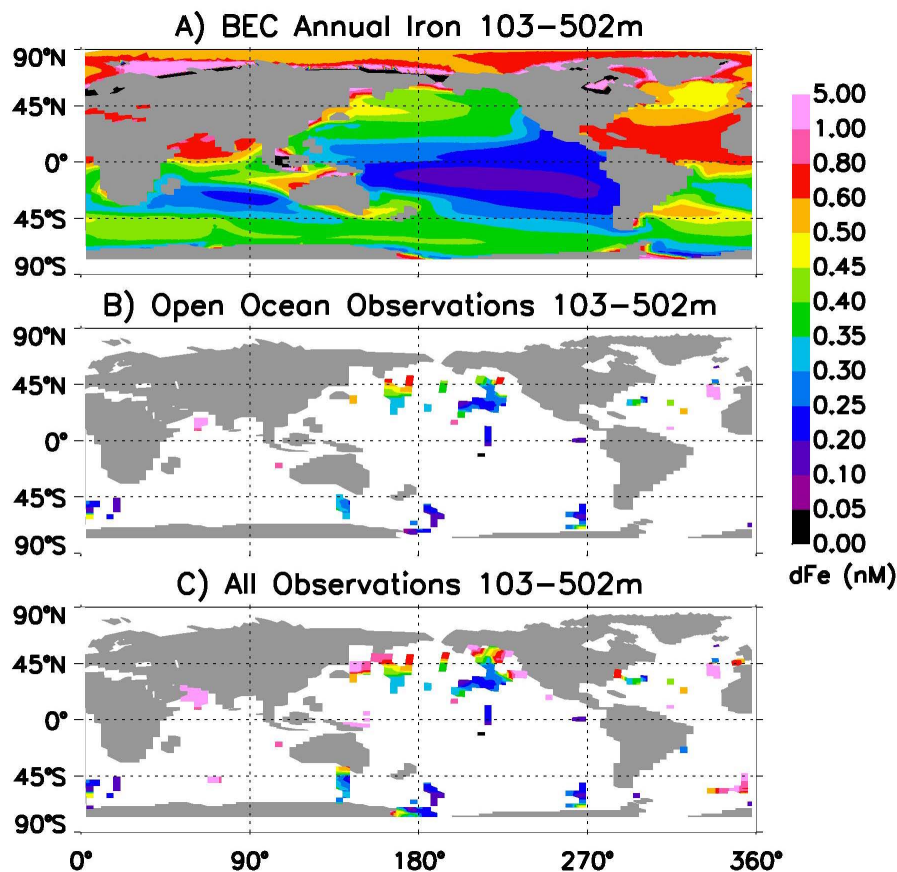 A) BEC Annual Iron 103-502m
90°N
45°N
0°
45°S
90°S
B) Open Ocean Observations 103-502m
90°N
45°N
0°
45°S
90°S
C) All Observations 103-502m
90°N
45°N
0°
45°S
90°S
0° 90° 180° 270° 360°
5.00
1.00
0.80
0.60
0.50
0.45
0.40
0.35
0.30
0.25
0.20
0.10
0.05
0.00
dFe (nM)